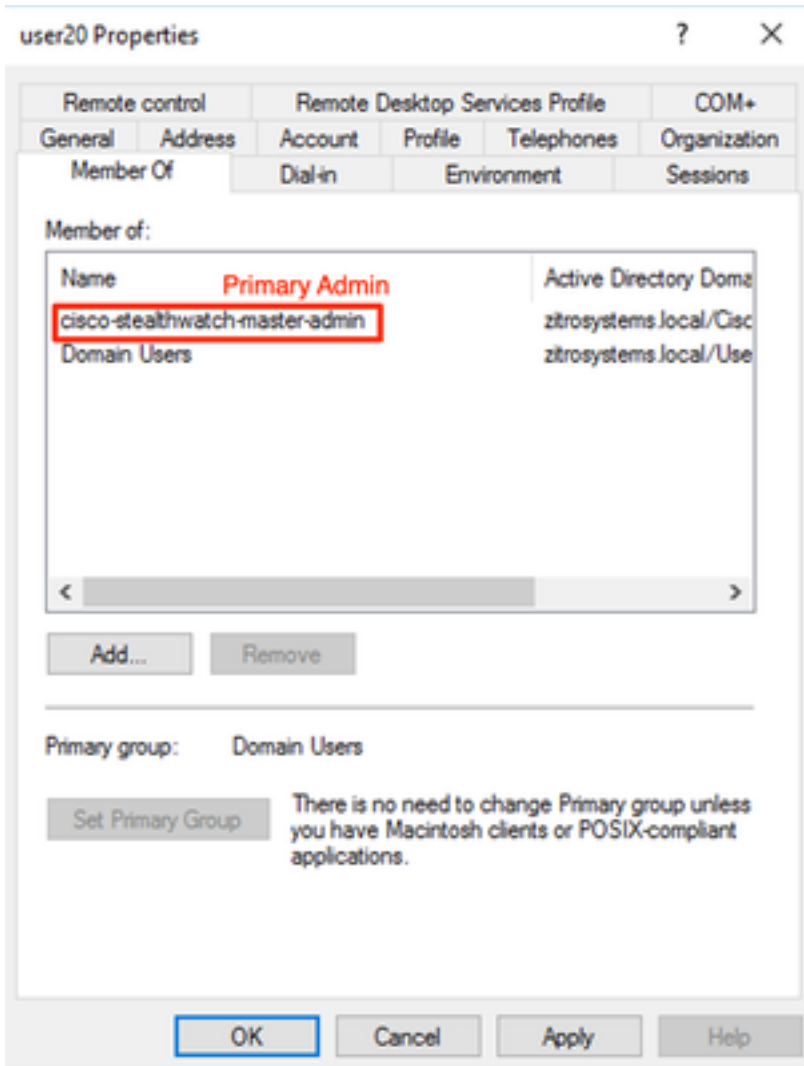 user20 Properties
? ×
Remote control Remote Desktop Services Profile COM+
General Address Account Profile Telephones Organization
Member Of Dial-in Environment Sessions
Member of:
Name Primary Admin Active Directory Doma
cisco-stealthwatch-master-admin zitrosystems.local/Cisc
Domain Users zitrosystems.local/Use
Add... Remove
Primary group: Domain Users
Set Primary Group There is no need to change Primary group unless
you have Macintosh clients or POSIX-compliant
applications.
OK Cancel Apply Help